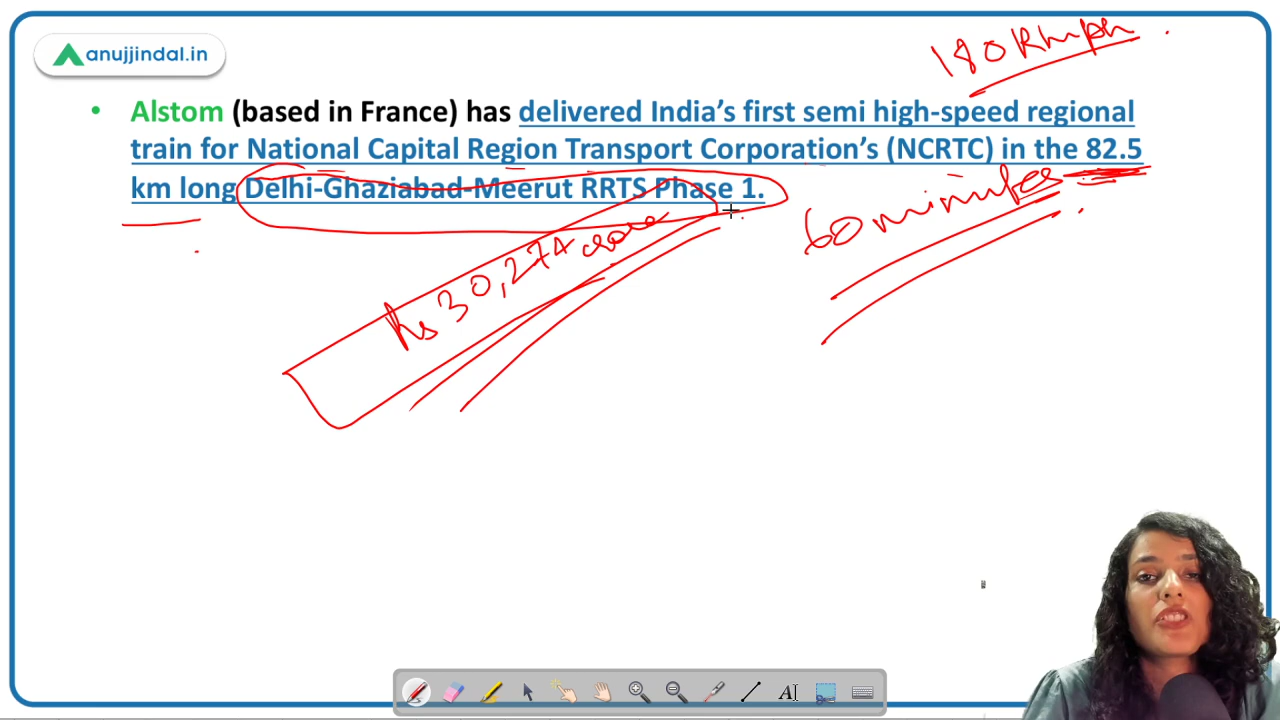 180 Kmph
anujjindal.in
• Alstom (based in France) has delivered India's first semi high-speed regional
train for National Capital Region Transport Corporation's (NCRTC) in the 82.5
km long Delhi-Ghaziabad-Meerut RRTS Phase 1.
60 minutes
Rs 30,274 crore
AI